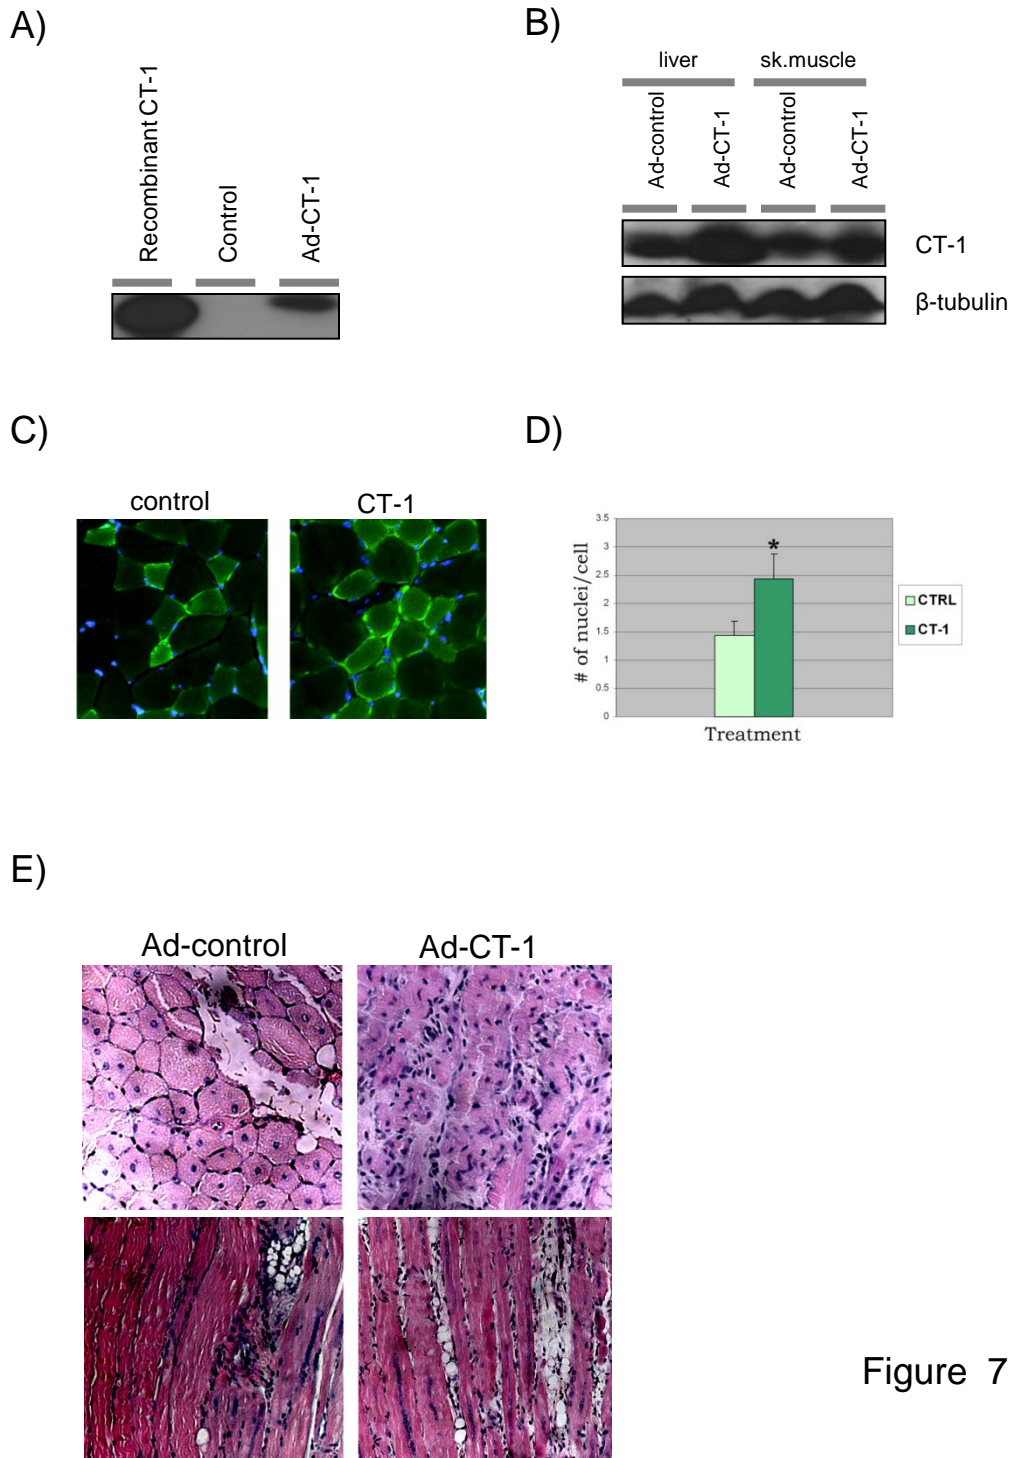 A)
Recombinant CT-1
Control
Ad-CT-1
B)
liver
sk.muscle
Ad-control
Ad-CT-1
Ad-control
Ad-CT-1
CT-1
β-tubulin
C)
control
CT-1
D)
# of nuclei/cell
3.5
3
2.5
2
1.5
1
0.5
0
*
Treatment
CTRL
CT-1
E)
Ad-control
Ad-CT-1
Figure 7